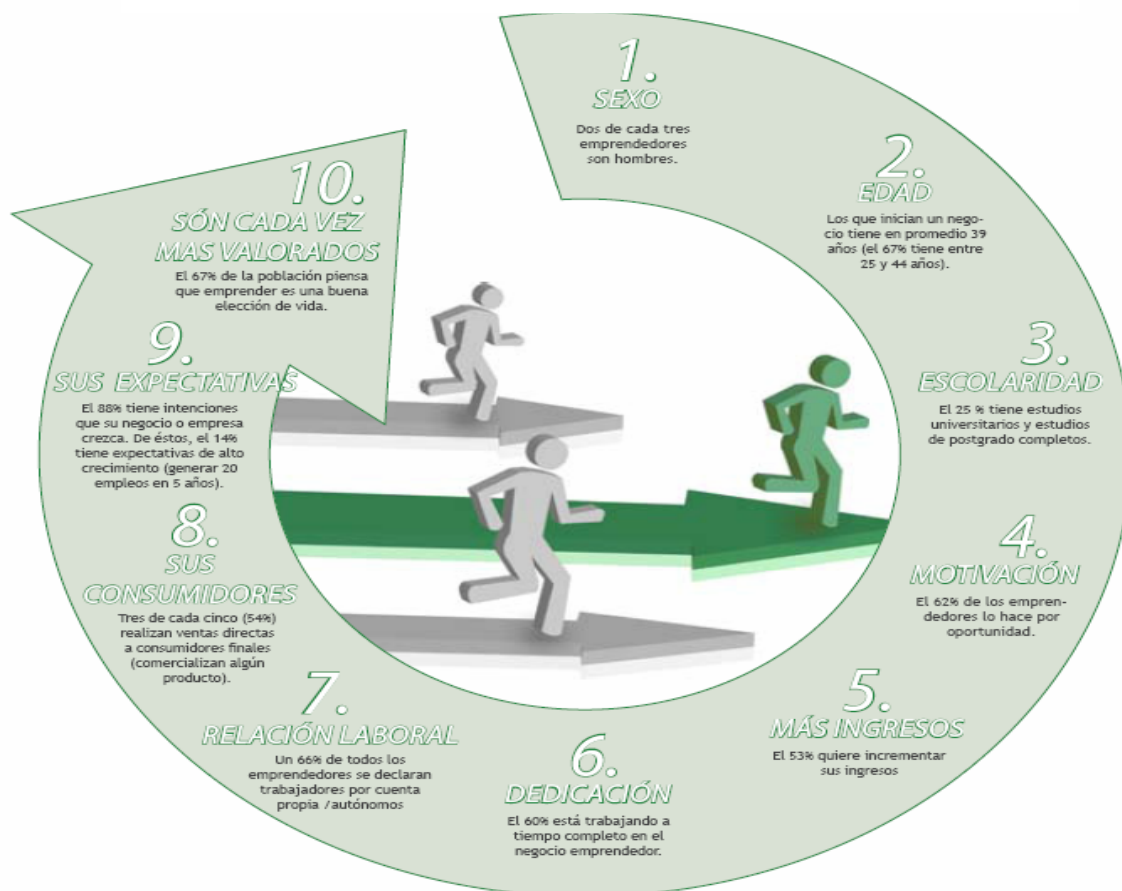 1.
SEXO
Dos de cada tres
emprendedores
son hombres.
2.
EDAD
Los que inician un nego-
cio tiene en promedio 39
años (el 67% tiene entre
25 y 44 años).
3.
ESCOLARIDAD
El 25 % tiene estudios
universitarios y estudios
de postgrado completos.
4.
MOTIVACIÓN
El 62% de los empren-
dedores lo hace por
oportunidad.
5.
MÁS INGRESOS
El 53% quiere incrementar
sus ingresos
6.
DEDICACIÓN
El 60% está trabajando a
tiempo completo en el
negocio emprendedor.
7.
RELACIÓN LABORAL
Un 66% de todos los
emprendedores se declaran
trabajadores por cuenta
propia /autónomos
8.
SUS
CONSUMIDORES
Tres de cada cinco (54%)
realizan ventas directas
a consumidores finales
(comercializan algún
producto).
9.
SUS EXPECTATIVAS
El 88% tiene intenciones
que su negocio o empresa
crezca. De éstos, el 14%
tiene expectativas de alto
crecimiento (generar 20
empleos en 5 años).
10.
SÓN CADA VEZ
MAS VALORADOS
El 67% de la población piensa
que emprender es una buena
elección de vida.